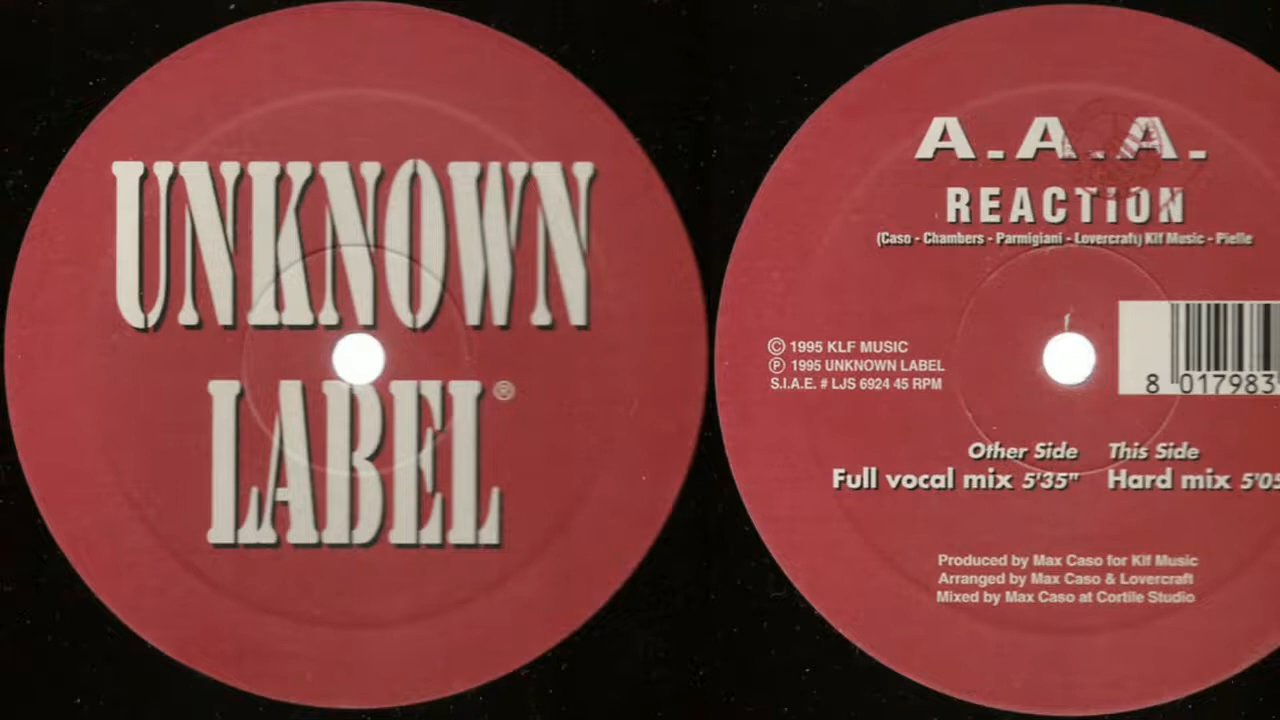 UNKNOWN
LABEL®
A.A.A.
REACTION
(Caso - Chambers - Parmigiani - Lovercraft) Klf Music - Pielle
© 1995 KLF MUSIC
℗ 1995 UNKNOWN LABEL
S.I.A.E. # LJS 6924 45 RPM
8 017983
Other Side This Side
Full vocal mix 5'35" Hard mix 5'05
Produced by Max Caso for Klf Music
Arranged by Max Caso & Lovercraft
Mixed by Max Caso at Cortile Studio